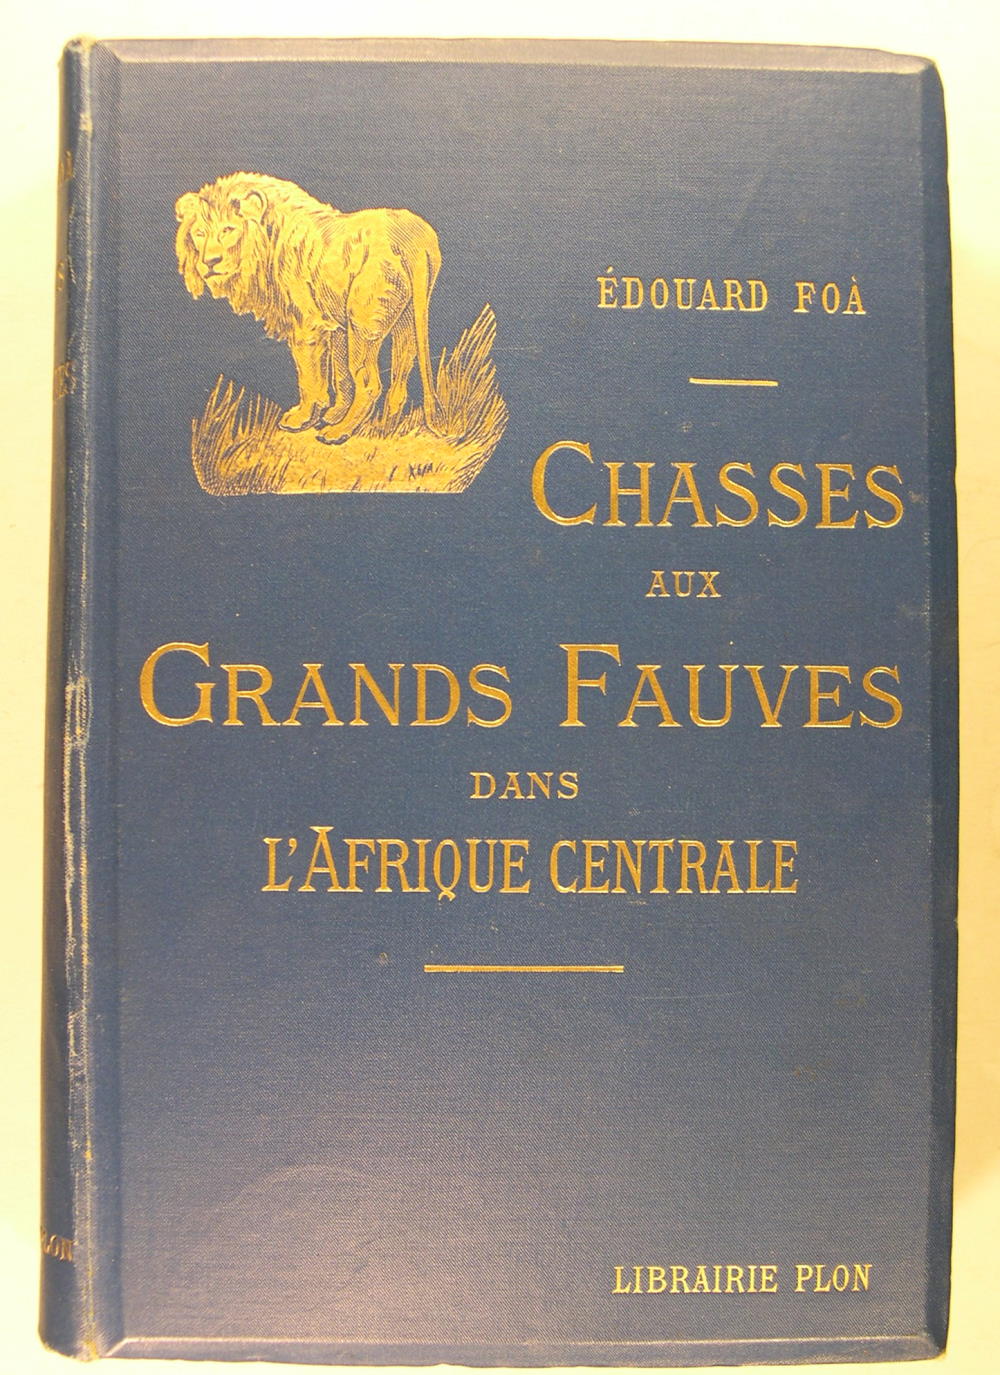 ÉDOUARD FOÀ
CHASSES
AUX
GRANDS FAUVES
DANS
L'AFRIQUE CENTRALE
LIBRAIRIE PLON